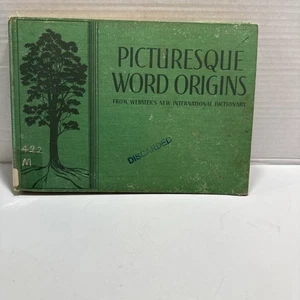 PICTURESQUE
WORD ORIGINS
FROM WEBSTER'S NEW INTERNATIONAL DICTIONARY
DISCARDED
422
M